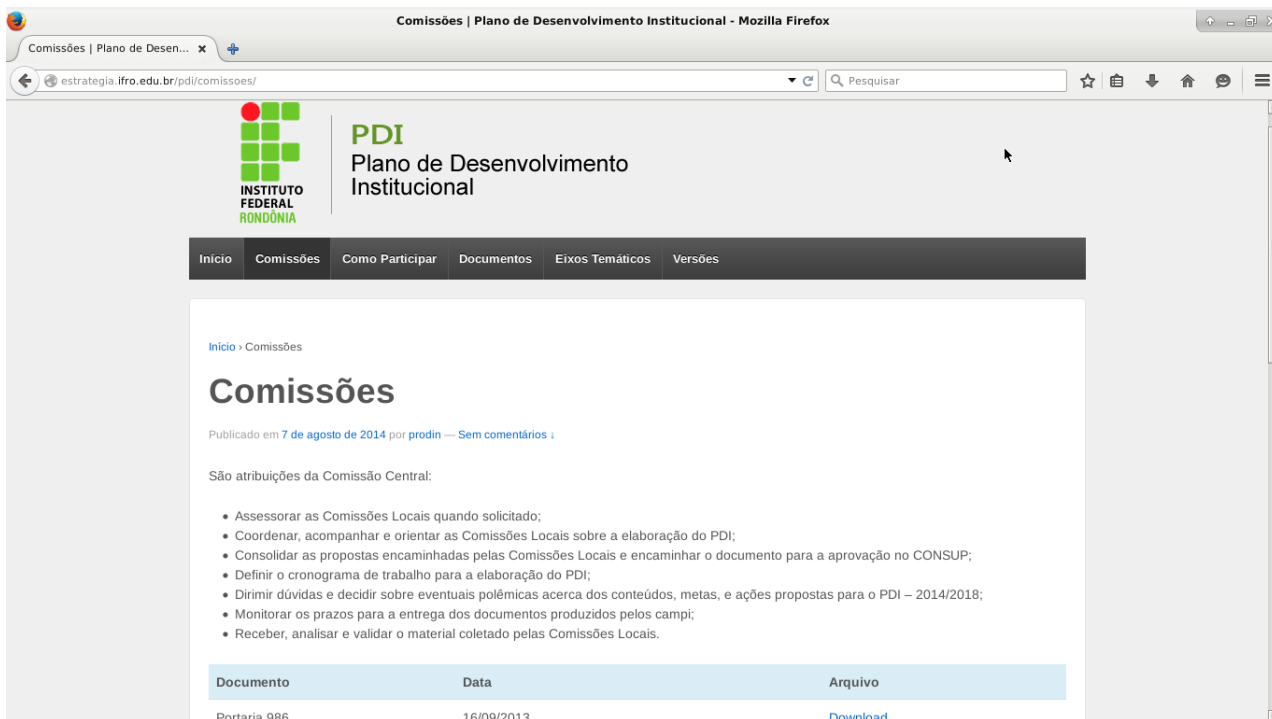 Comissões | Plano de Desenvolvimento Institucional - Mozilla Firefox
Comissões | Plano de Desen...
estrategia.ifro.edu.br/pdi/comissoes/
Pesquisar
INSTITUTO
FEDERAL
RONDÔNIA
PDI
Plano de Desenvolvimento
Institucional
Início Comissões Como Participar Documentos Eixos Temáticos Versões
Início › Comissões
Comissões
Publicado em 7 de agosto de 2014 por prodin — Sem comentários ↓
São atribuições da Comissão Central:
• Assessorar as Comissões Locais quando solicitado;
• Coordenar, acompanhar e orientar as Comissões Locais sobre a elaboração do PDI;
• Consolidar as propostas encaminhadas pelas Comissões Locais e encaminhar o documento para a aprovação no CONSUP;
• Definir o cronograma de trabalho para a elaboração do PDI;
• Dirimir dúvidas e decidir sobre eventuais polêmicas acerca dos conteúdos, metas, e ações propostas para o PDI – 2014/2018;
• Monitorar os prazos para a entrega dos documentos produzidos pelos campi;
• Receber, analisar e validar o material coletado pelas Comissões Locais.
Documento Data Arquivo
Portaria 986 16/09/2013 Download